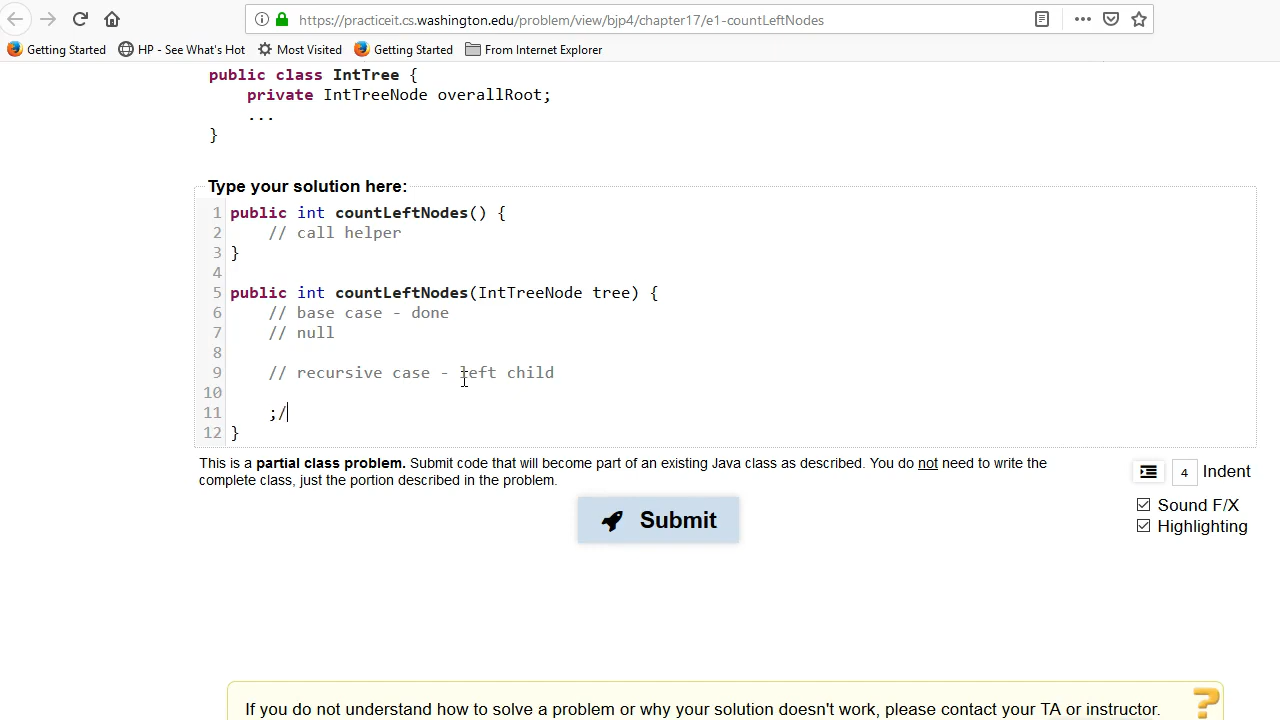 https://practiceit.cs.washington.edu/problem/view/bjp4/chapter17/e1-countLeftNodes
Getting Started HP - See What's Hot Most Visited Getting Started From Internet Explorer
public class IntTree {
private IntTreeNode overallRoot;
...
}
Type your solution here:
1 public int countLeftNodes() {
2 // call helper
3 }
4
5 public int countLeftNodes(IntTreeNode tree) {
6 // base case - done
7 // null
8
9 // recursive case - left child
10
11 ;/
12 }
This is a partial class problem. Submit code that will become part of an existing Java class as described. You do not need to write the
complete class, just the portion described in the problem.
4 Indent
Sound F/X
Highlighting
Submit
If you do not understand how to solve a problem or why your solution doesn't work, please contact your TA or instructor.